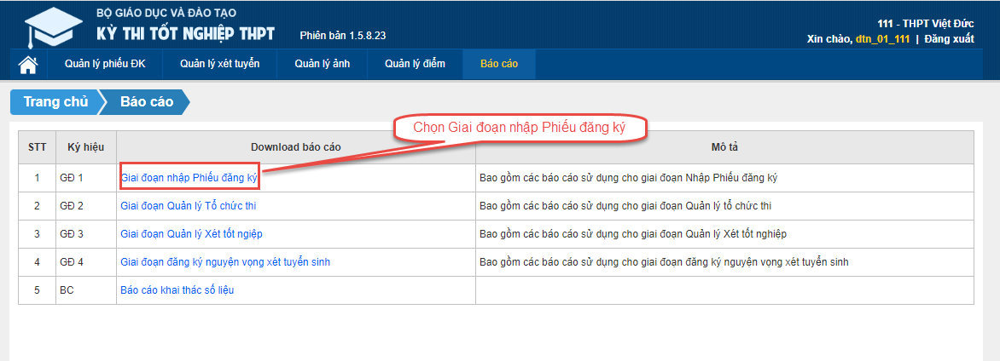 BỘ GIÁO DỤC VÀ ĐÀO TẠO
KỲ THI TỐT NGHIỆP THPT
Phiên bản 1.5.8.23
111 - THPT Việt Đức
Xin chào, dtn_01_111 | Đăng xuất
Quản lý phiếu ĐK Quản lý xét tuyển Quản lý ảnh Quản lý điểm Báo cáo
Trang chủ Báo cáo
Chọn Giai đoạn nhập Phiếu đăng ký
STT Ký hiệu Download báo cáo Mô tả
1 GĐ 1 Giai đoạn nhập Phiếu đăng ký Bao gồm các báo cáo sử dụng cho giai đoạn Nhập Phiếu đăng ký
2 GĐ 2 Giai đoạn Quản lý Tổ chức thi Bao gồm các báo cáo sử dụng cho giai đoạn Quản lý tổ chức thi
3 GĐ 3 Giai đoạn Quản lý Xét tốt ngiệp Bao gồm các báo cáo sử dụng cho giai đoạn Quản lý Xét tốt nghiệp
4 GĐ 4 Giai đoạn đăng ký nguyện vọng xét tuyển sinh Bao gồm các báo cáo sử dụng cho giai đoạn đăng ký nguyện vọng xét tuyển sinh
5 BC Báo cáo khai thác số liệu